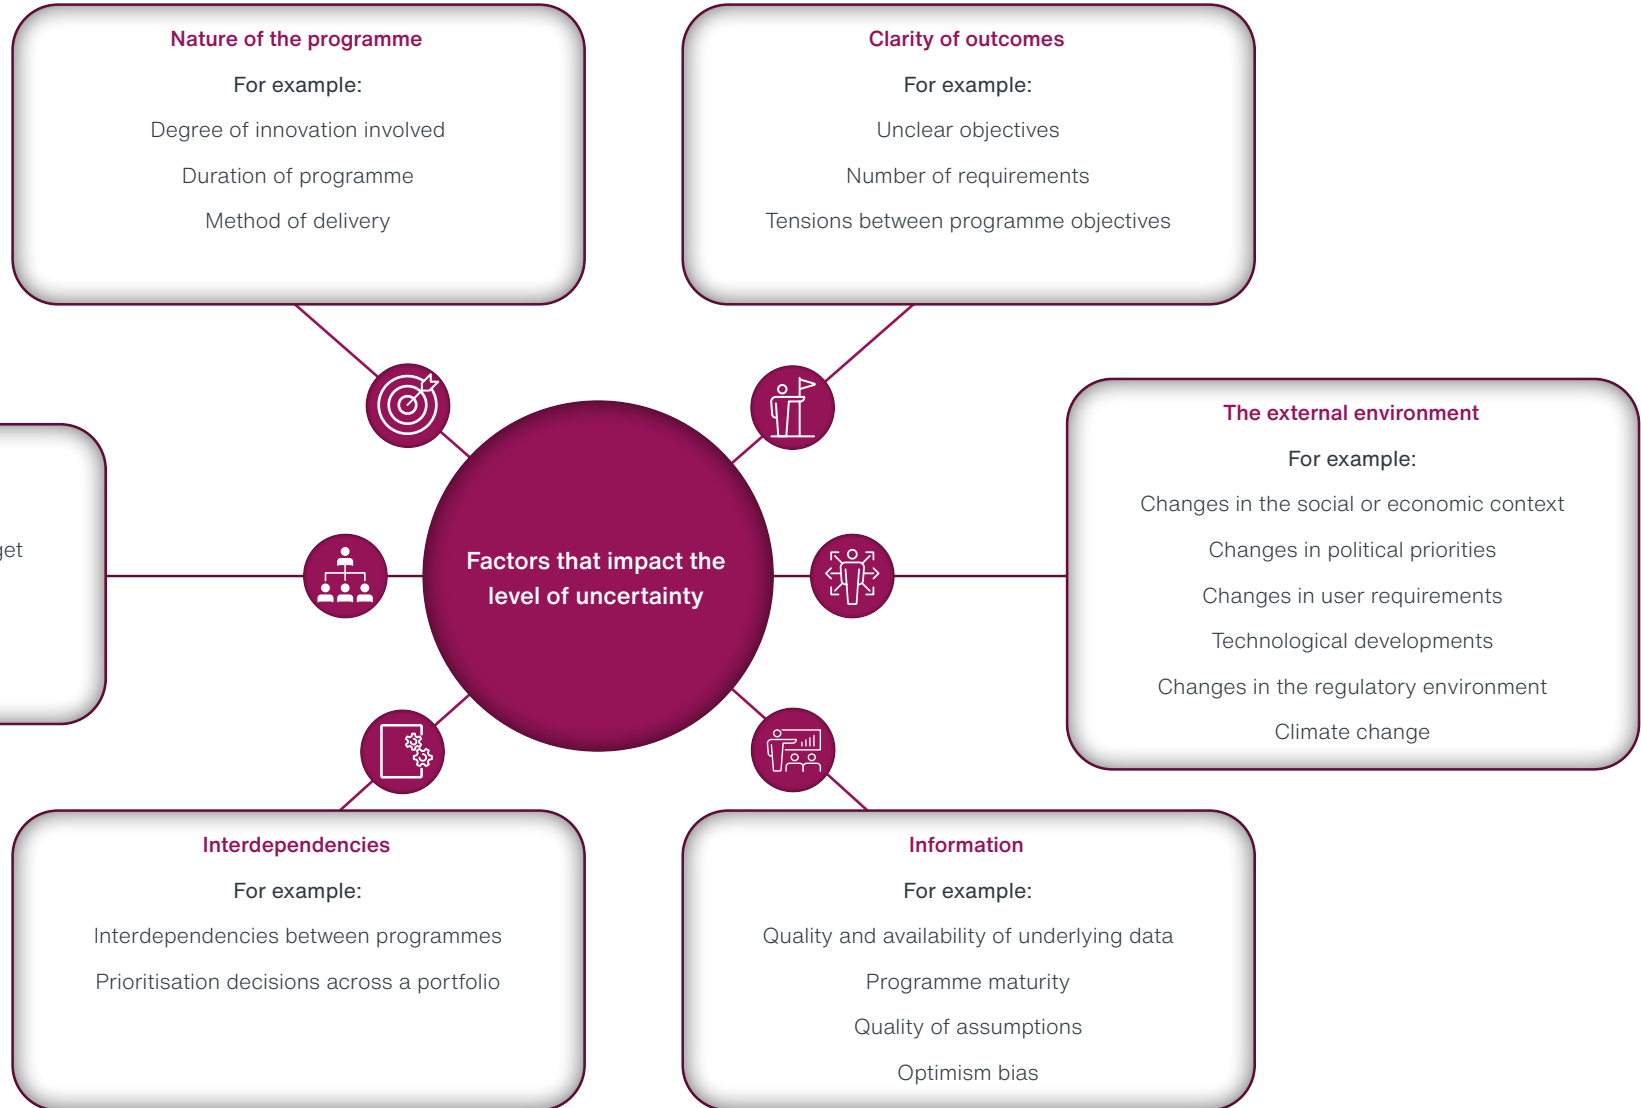 Nature of the programme
For example:
Degree of innovation involved
Duration of programme
Method of delivery
Clarity of outcomes
For example:
Unclear objectives
Number of requirements
Tensions between programme objectives
The external environment
For example:
Changes in the social or economic context
Changes in political priorities
Changes in user requirements
Technological developments
Changes in the regulatory environment
Climate change
Factors that impact the
level of uncertainty
Interdependencies
For example:
Interdependencies between programmes
Prioritisation decisions across a portfolio
Information
For example:
Quality and availability of underlying data
Programme maturity
Quality of assumptions
Optimism bias